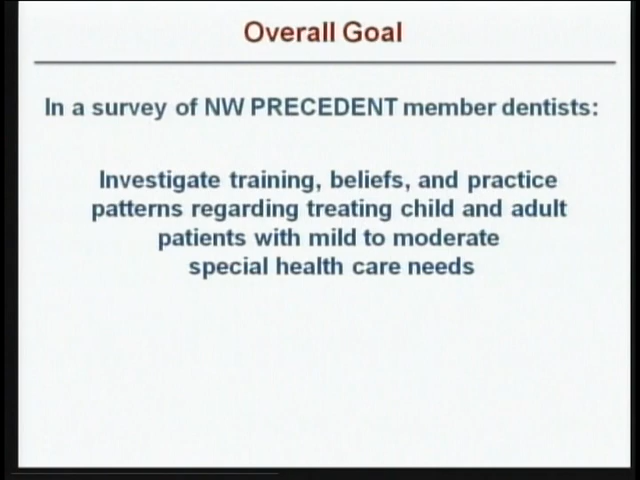 Overall Goal
In a survey of NW PRECEDENT member dentists:
Investigate training, beliefs, and practice
patterns regarding treating child and adult
patients with mild to moderate
special health care needs